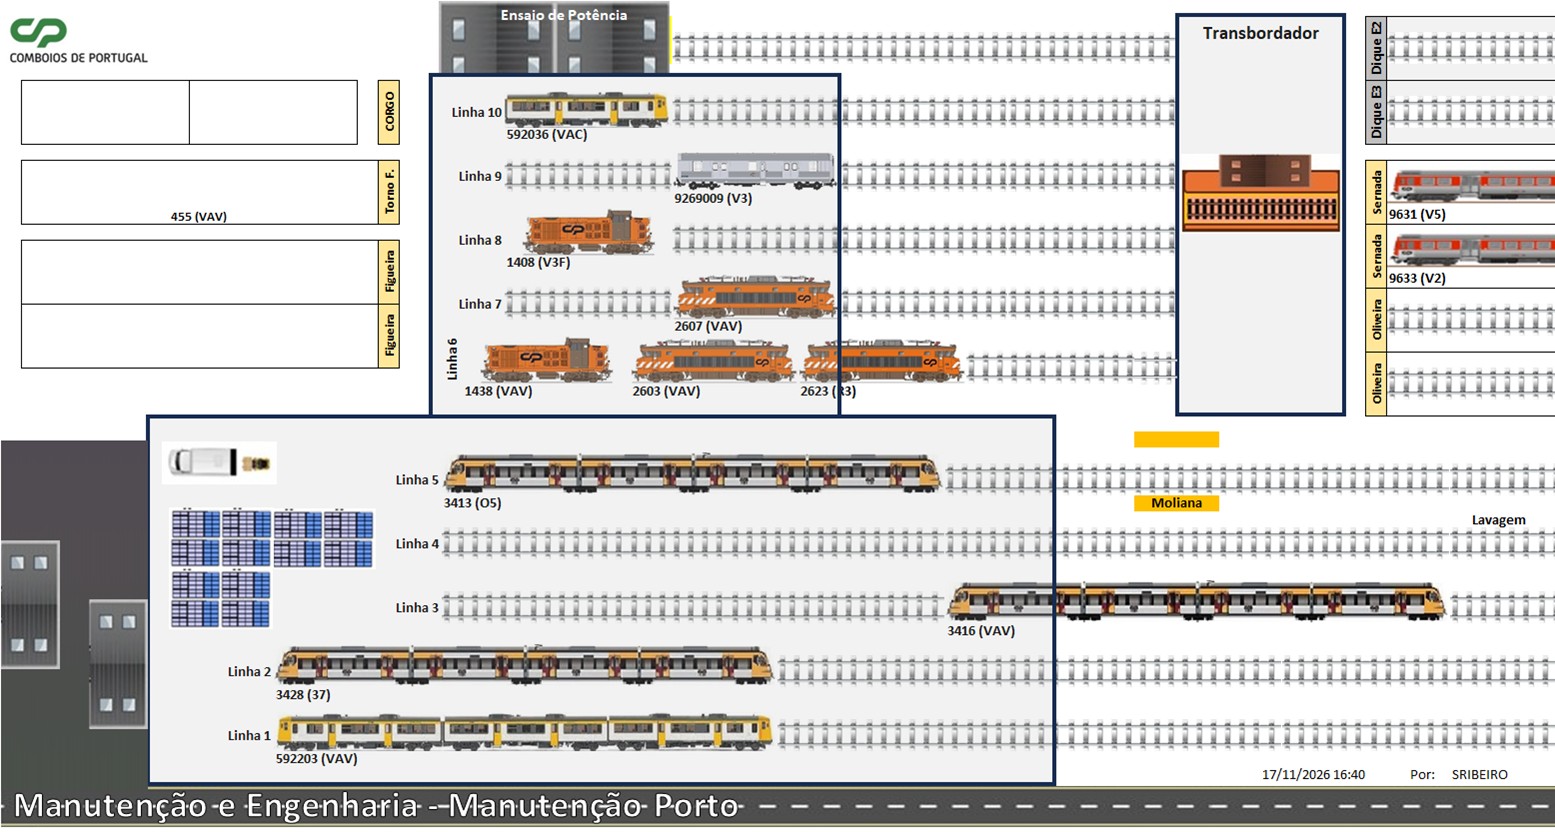 Ensaio de Potência
Transbordador
Dique E2
Dique E3
COMBOIOS DE PORTUGAL
CORGO
Linha 10
592036 (VAC)
Torno F.
455 (VAV)
Linha 9
9269009 (V3)
Sernada
9631 (V5)
Figueira
Linha 8
1408 (V3F)
Sernada
9633 (V2)
Figueira
Linha 7
2607 (VAV)
Oliveira
Linha 6
1438 (VAV)
2603 (VAV)
2623 (R3)
Oliveira
Linha 5
3413 (O5)
Moliana
Lavagem
Linha 4
Linha 3
3416 (VAV)
Linha 2
3428 (37)
Linha 1
592203 (VAV)
17/11/2026 16:40 Por: SRIBEIRO
Manutenção e Engenharia - Manutenção Porto